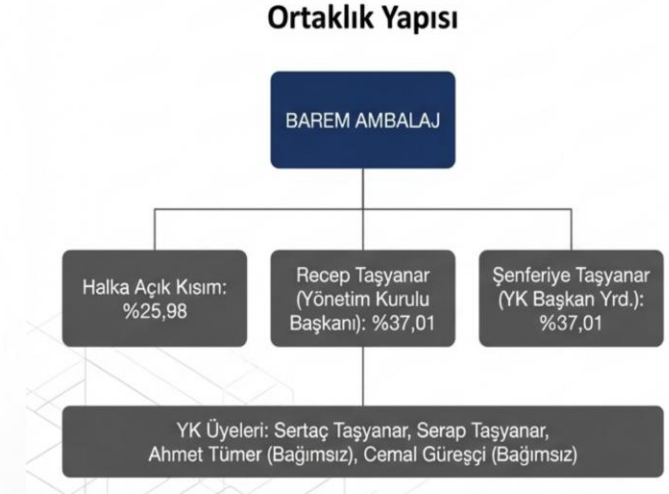 Ortaklık Yapısı
BAREM AMBALAJ
Halka Açık Kısım:
%25,98
Recep Taşyanar
(Yönetim Kurulu
Başkanı): %37,01
Şenferiye Taşyanar
(YK Başkan Yrd.):
%37,01
YK Üyeleri: Sertaç Taşyanar, Serap Taşyanar,
Ahmet Tümer (Bağımsız), Cemal Güreşçi (Bağımsız)